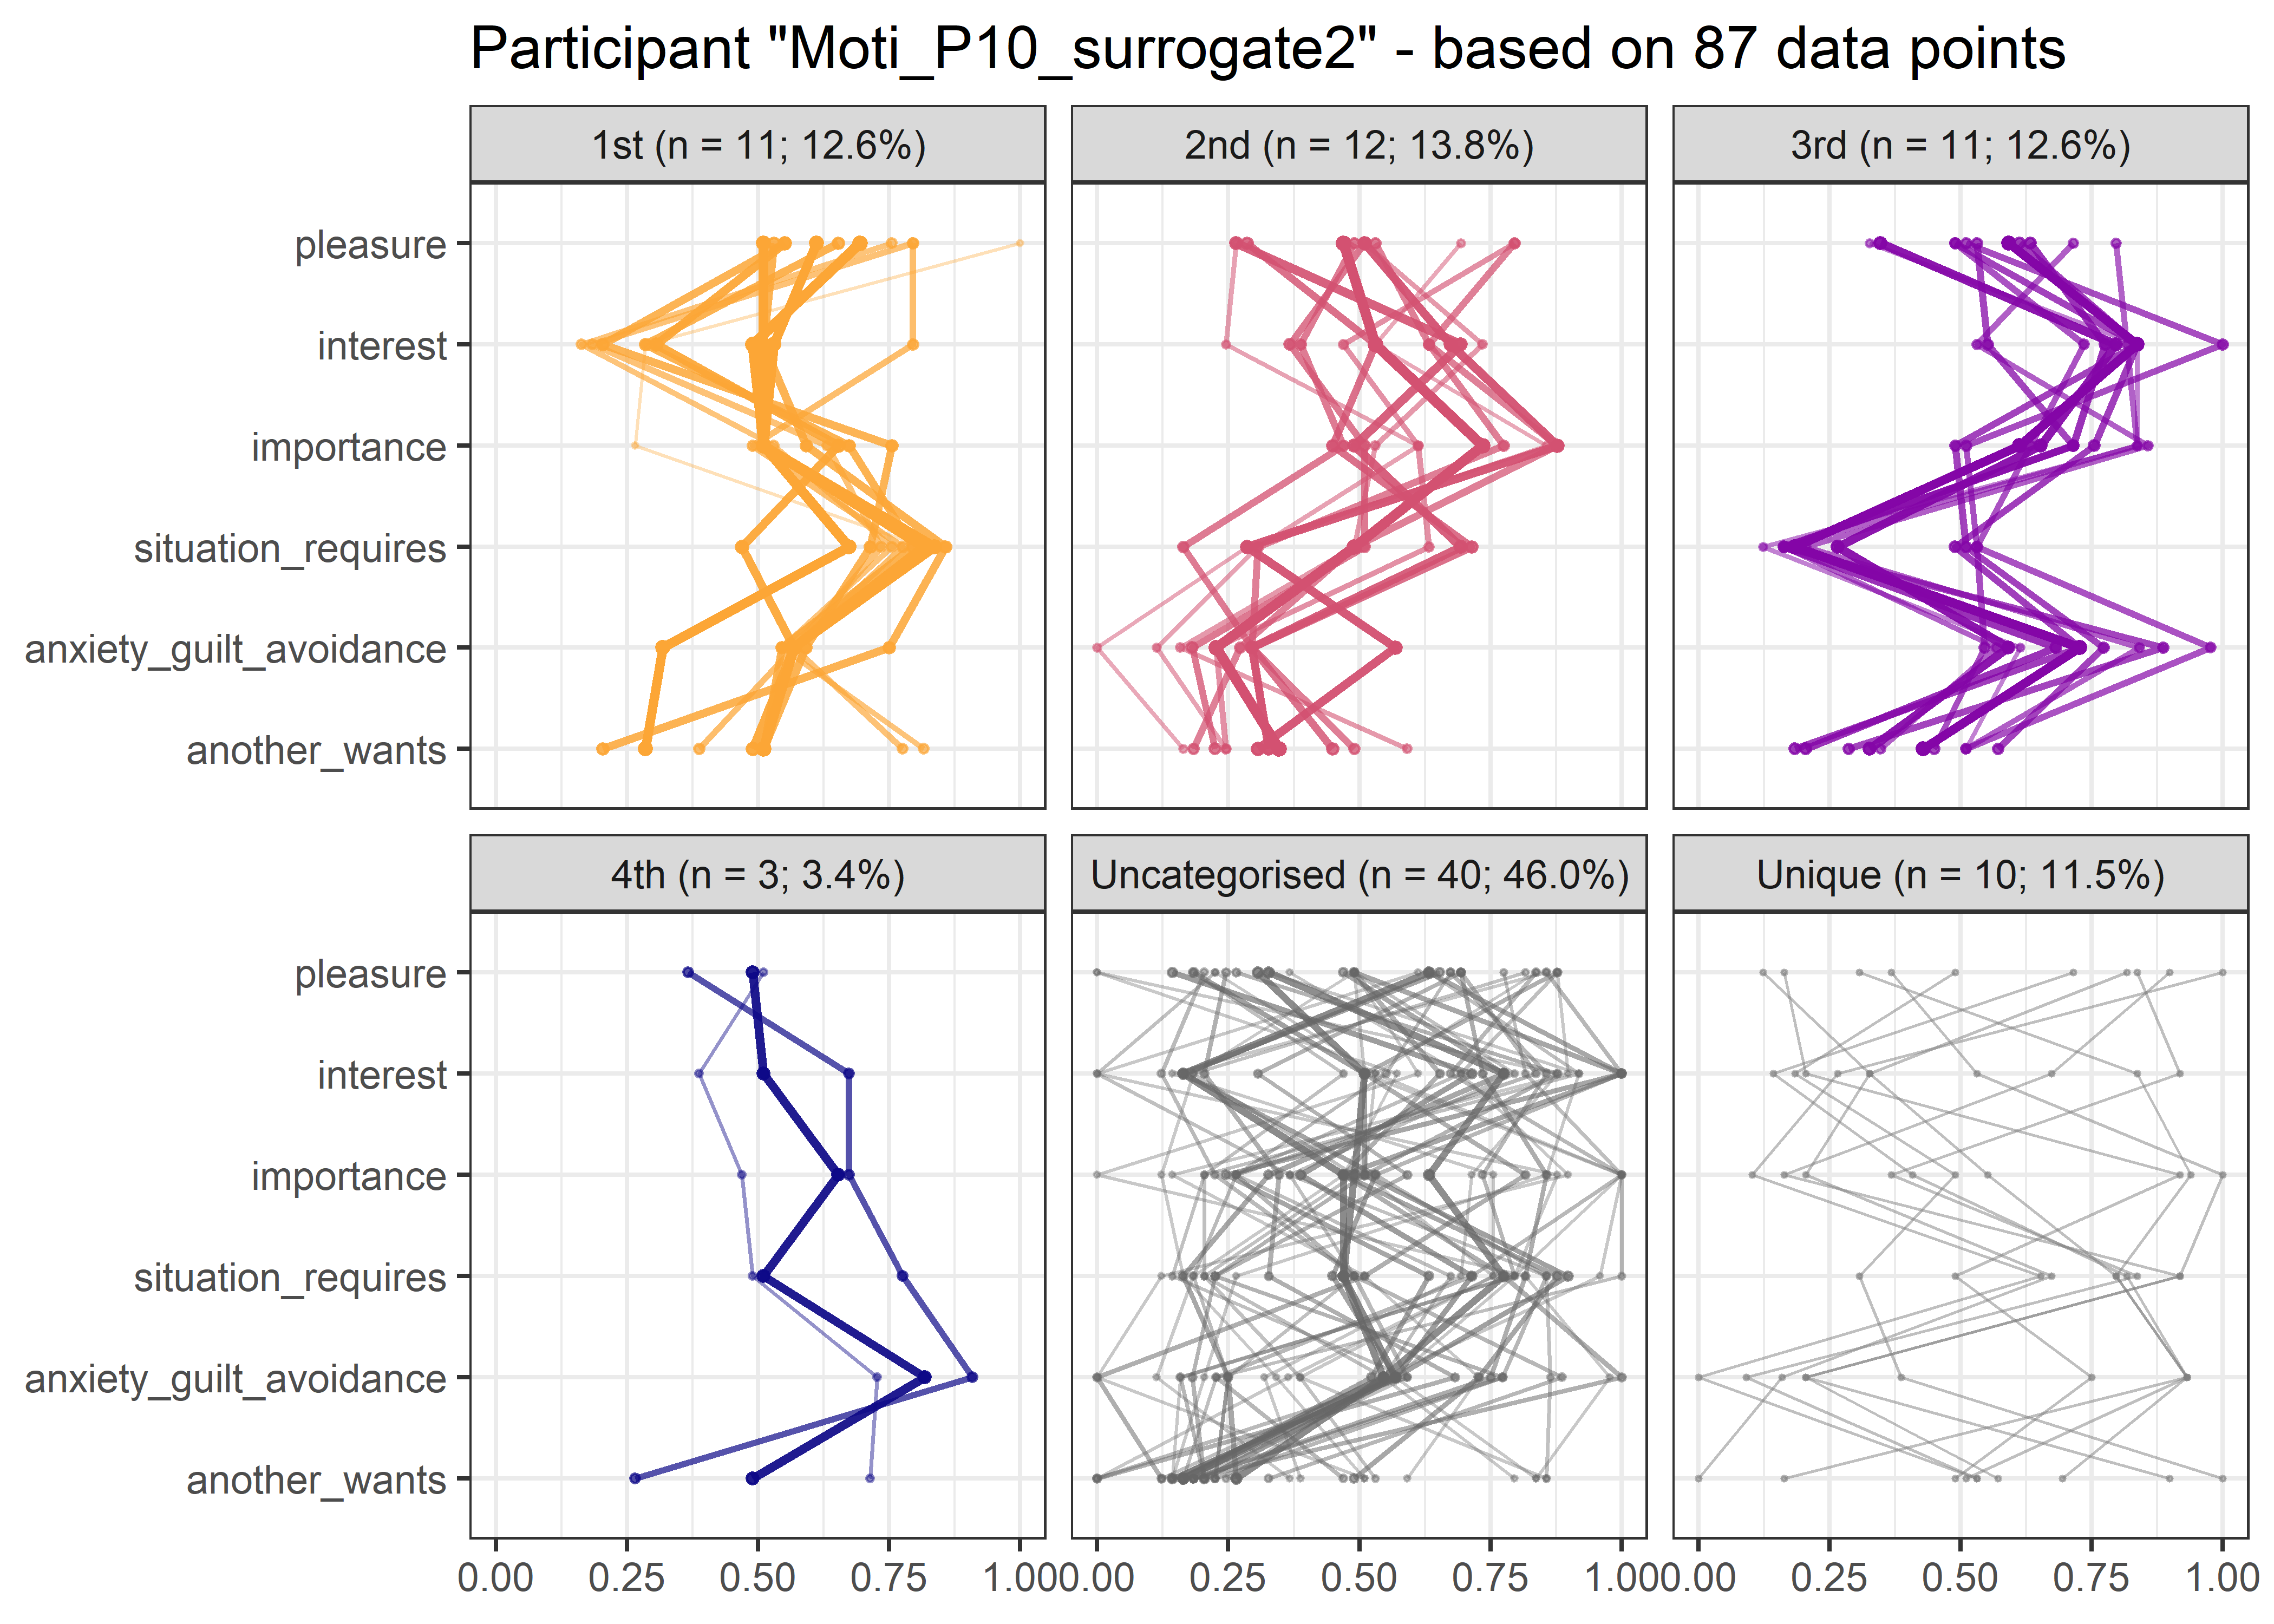 Participant "Moti_P10_surrogate2" - based on 87 data points
1st (n = 11; 12.6%)
2nd (n = 12; 13.8%)
3rd (n = 11; 12.6%)
pleasure
interest
importance
situation_requires
anxiety_guilt_avoidance
another_wants
4th (n = 3; 3.4%)
Uncategorised (n = 40; 46.0%)
Unique (n = 10; 11.5%)
pleasure
interest
importance
situation_requires
anxiety_guilt_avoidance
another_wants
0.00 0.25 0.50 0.75 1.00
0.00 0.25 0.50 0.75 1.00
0.00 0.25 0.50 0.75 1.00